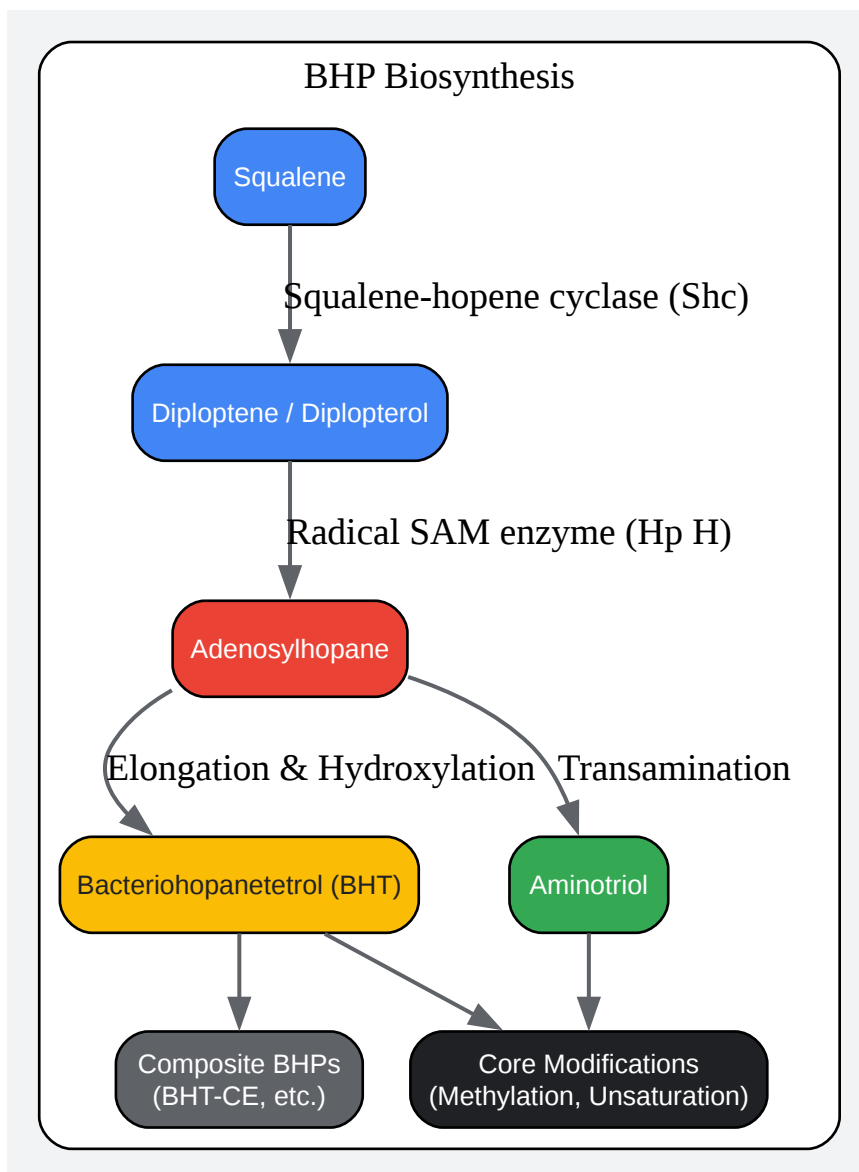 BHP Biosynthesis
Squalene
Squalene-hopene cyclase (Shc)
Diploptene / Diplopterol
Radical SAM enzyme (Hp H)
Adenosylhopane
Elongation & Hydroxylation
Transamination
Bacteriohopanetetrol (BHT)
Aminotriol
Composite BHPs
(BHT-CE, etc.)
Core Modifications
(Methylation, Unsaturation)